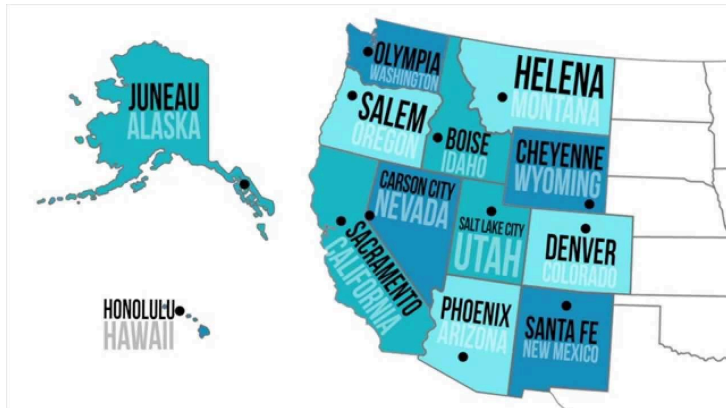 JUNEAU
ALASKA
HONOLULU
HAWAII
OLYMPIA
WASHINGTON
HELENA
MONTANA
SALEM
OREGON
BOISE
IDAHO
CHEYENNE
WYOMING
CARSON CITY
NEVADA
SALT LAKE CITY
UTAH
DENVER
COLORADO
SACRAMENTO
CALIFORNIA
PHOENIX
ARIZONA
SANTA FE
NEW MEXICO